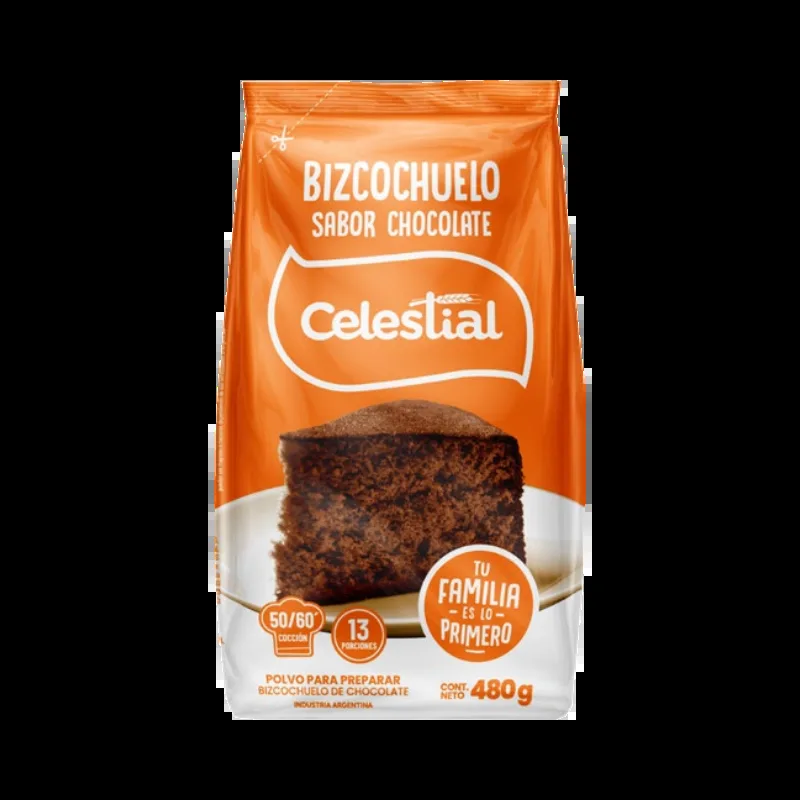 BIZCOCHUELO
SABOR CHOCOLATE
Celestial
TU
FAMILIA
- ES LO -
PRIMERO
50/60´
COCCIÓN
13
PORCIONES
POLVO PARA PREPARAR
BIZCOCHUELO DE CHOCOLATE
INDUSTRIA ARGENTINA
CONT.
NETO 480g